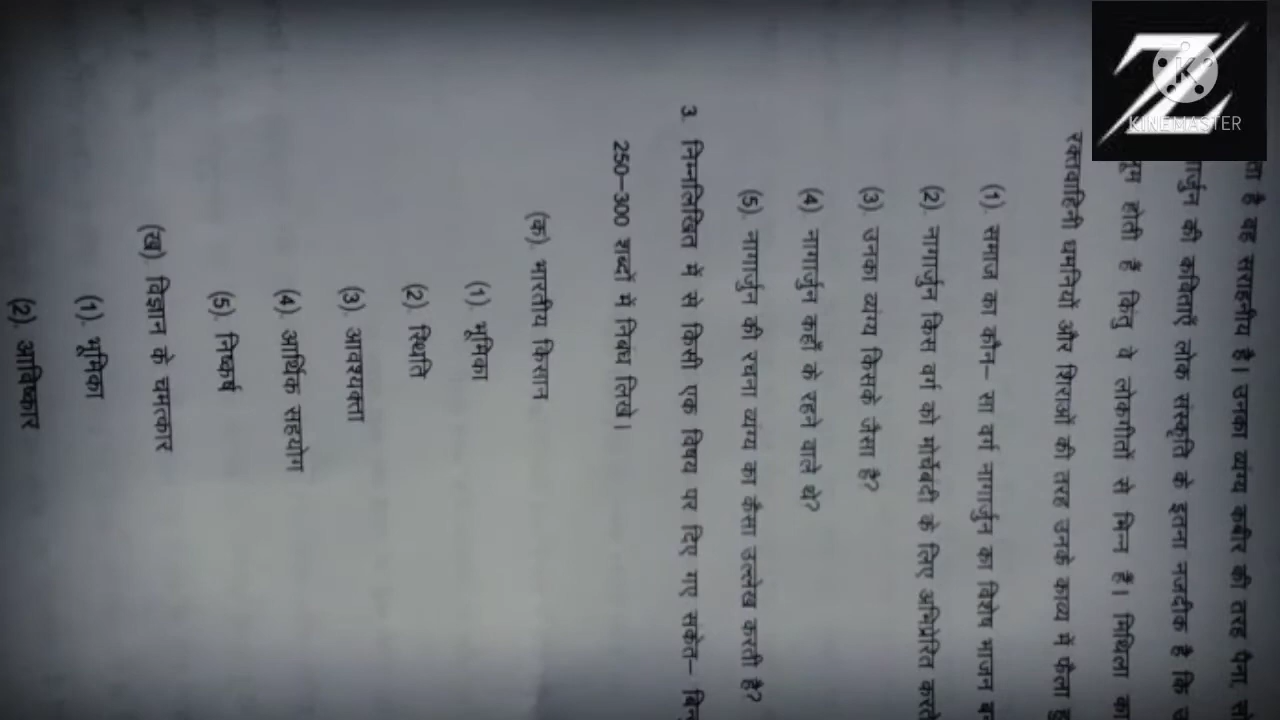 KINEMASTER
है वह सराहनीय है। उनका व्यंग्य कबीर की तरह पैना,
की कविताएँ लोक संस्कृति के इतना नजदीक है कि
होती हैं किंतु ये लोकगीतों से भिन्न हैं। मिथिला
रक्तवाहिनी धमनियों और शिराओं की तरह उनके काव्य में फैला
(1). समाज का कौन– सा वर्ग नागार्जुन का विशेष भाजन
(2). नागार्जुन किस वर्ग को मोर्चेबंदी के लिए अभिप्रेरित करते
(3). उनका व्यंग्य किसके जैसा है?
(4). नागार्जुन कहाँ के रहने वाले थे?
(5). नागार्जुन की रचना व्यंग्य का कैसा उल्लेख करती है?
3. निम्नलिखित में से किसी एक विषय पर दिए गए संकेत–
250–300 शब्दों में निबंध लिखे।
(क). भारतीय किसान
(1). भूमिका
(2). स्थिति
(3). आवश्यकता
(4). आर्थिक सहयोग
(5). निष्कर्ष
(ख). विज्ञान के चमत्कार
(1). भूमिका
(2). आविष्कार